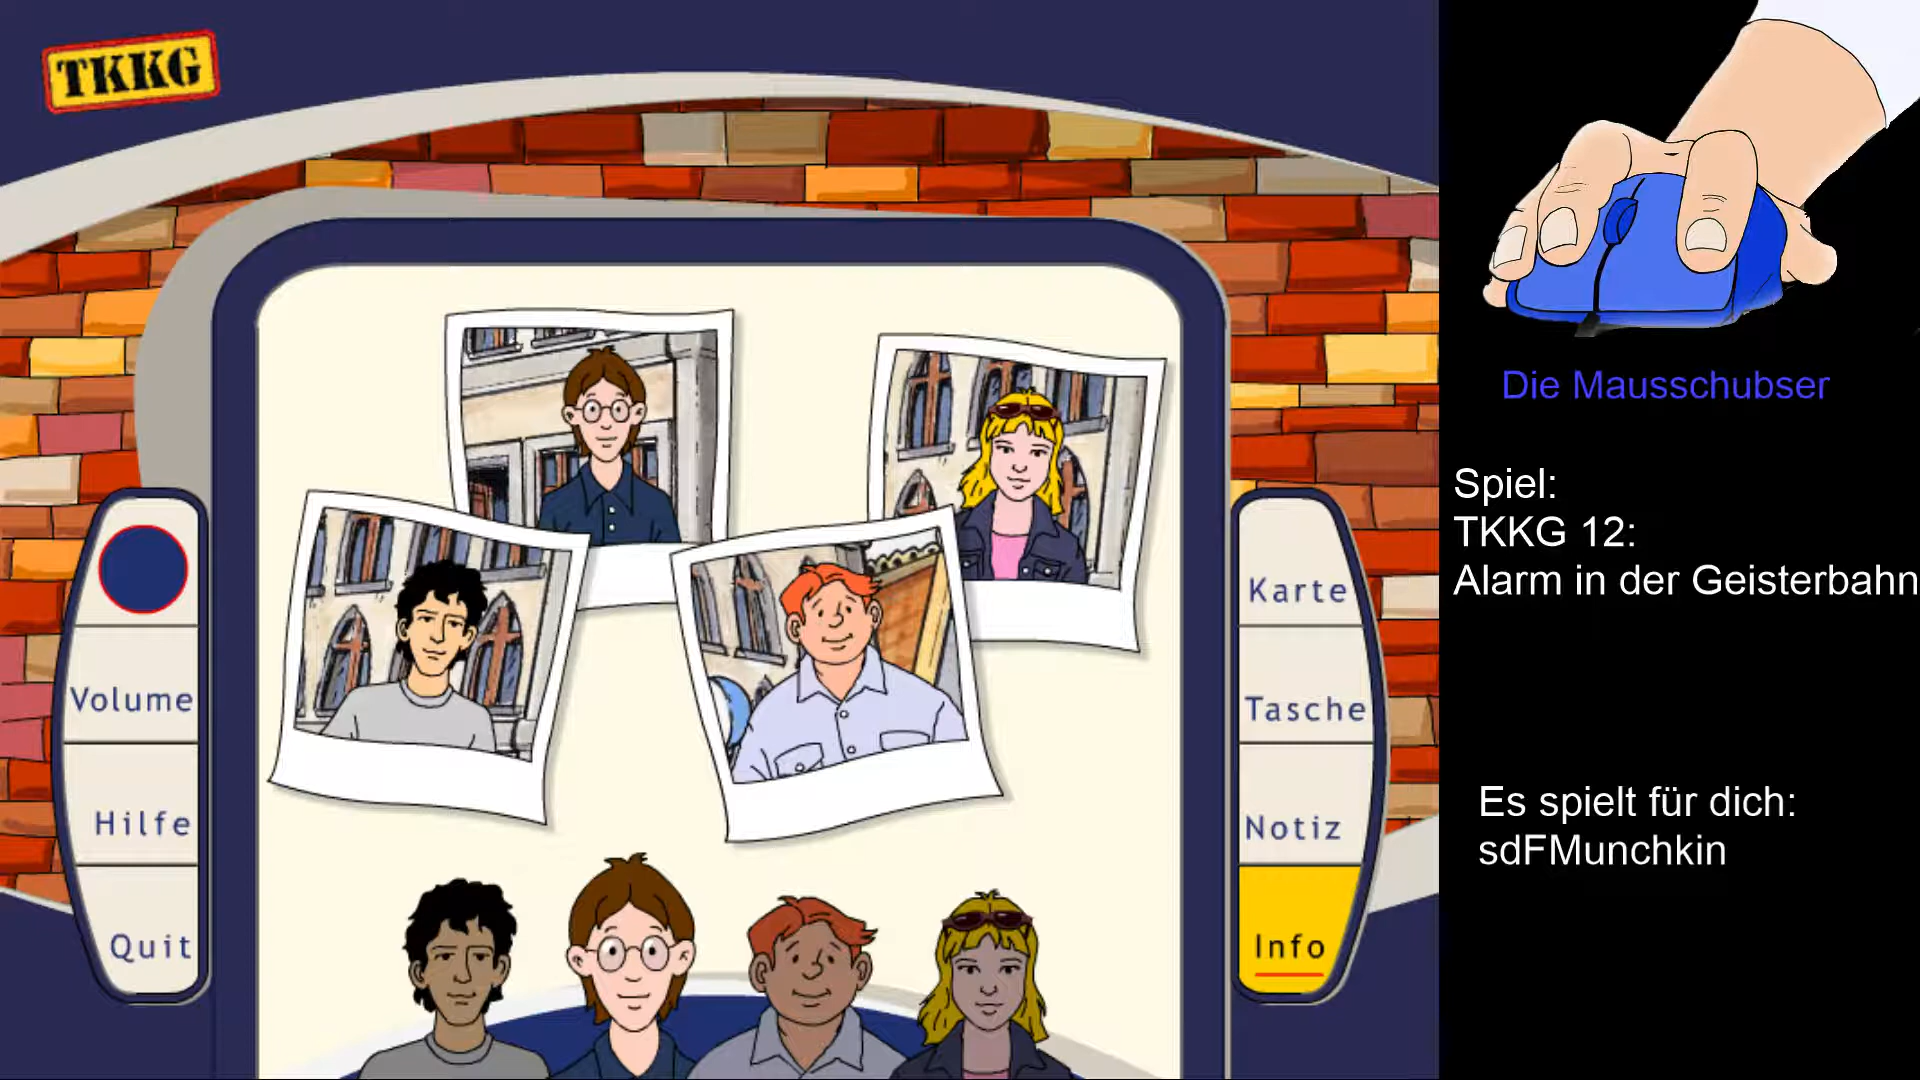 TKKG
Volume
Hilfe
Quit
Karte
Tasche
Notiz
Info
Die Mausschubser
Spiel:
TKKG 12:
Alarm in der Geisterbahn
Es spielt für dich:
sdFMunchkin